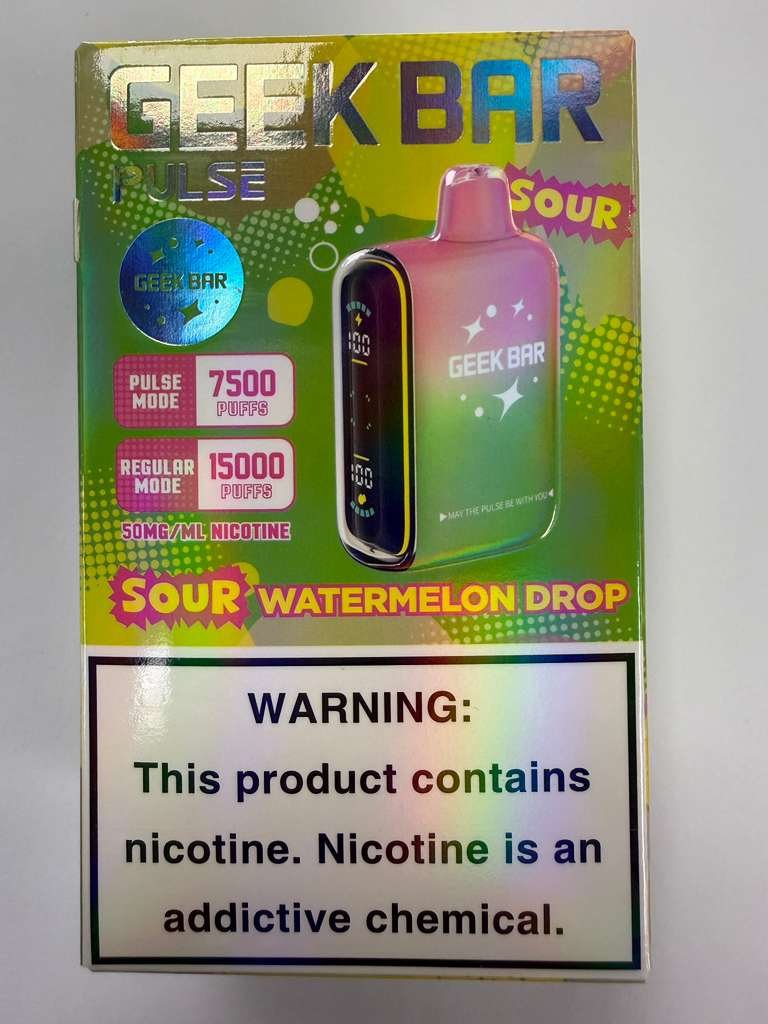 GEEK BAR
PULSE
SOUR
GEEK BAR
100
GEEK BAR
PULSE MODE
7500 PUFFS
REGULAR MODE
15000 PUFFS
100
MAY THE PULSE BE WITH YOU
50MG/ML NICOTINE
SOUR WATERMELON DROP
WARNING:
This product contains
nicotine. Nicotine is an
addictive chemical.